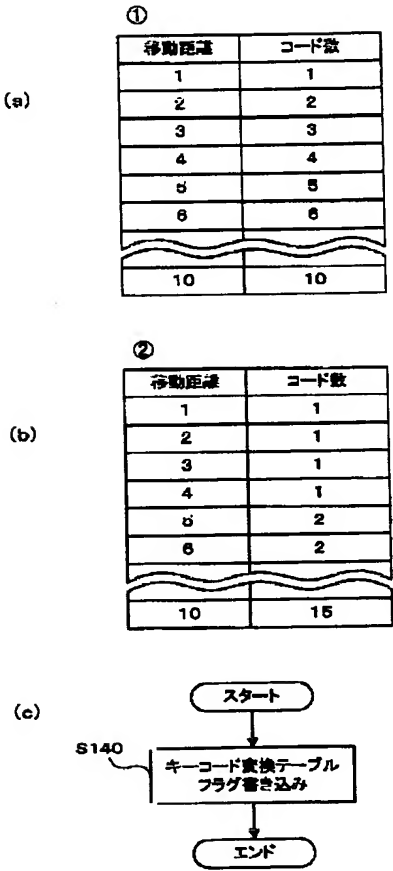 ①
(a)
移動距離 コード数
1 1
2 2
3 3
4 4
5 5
6 6
10 10
②
(b)
移動距離 コード数
1 1
2 1
3 1
4 1
5 2
6 2
10 15
(c)
スタート
S140
キーコード変換テーブル
フラグ書き込み
エンド